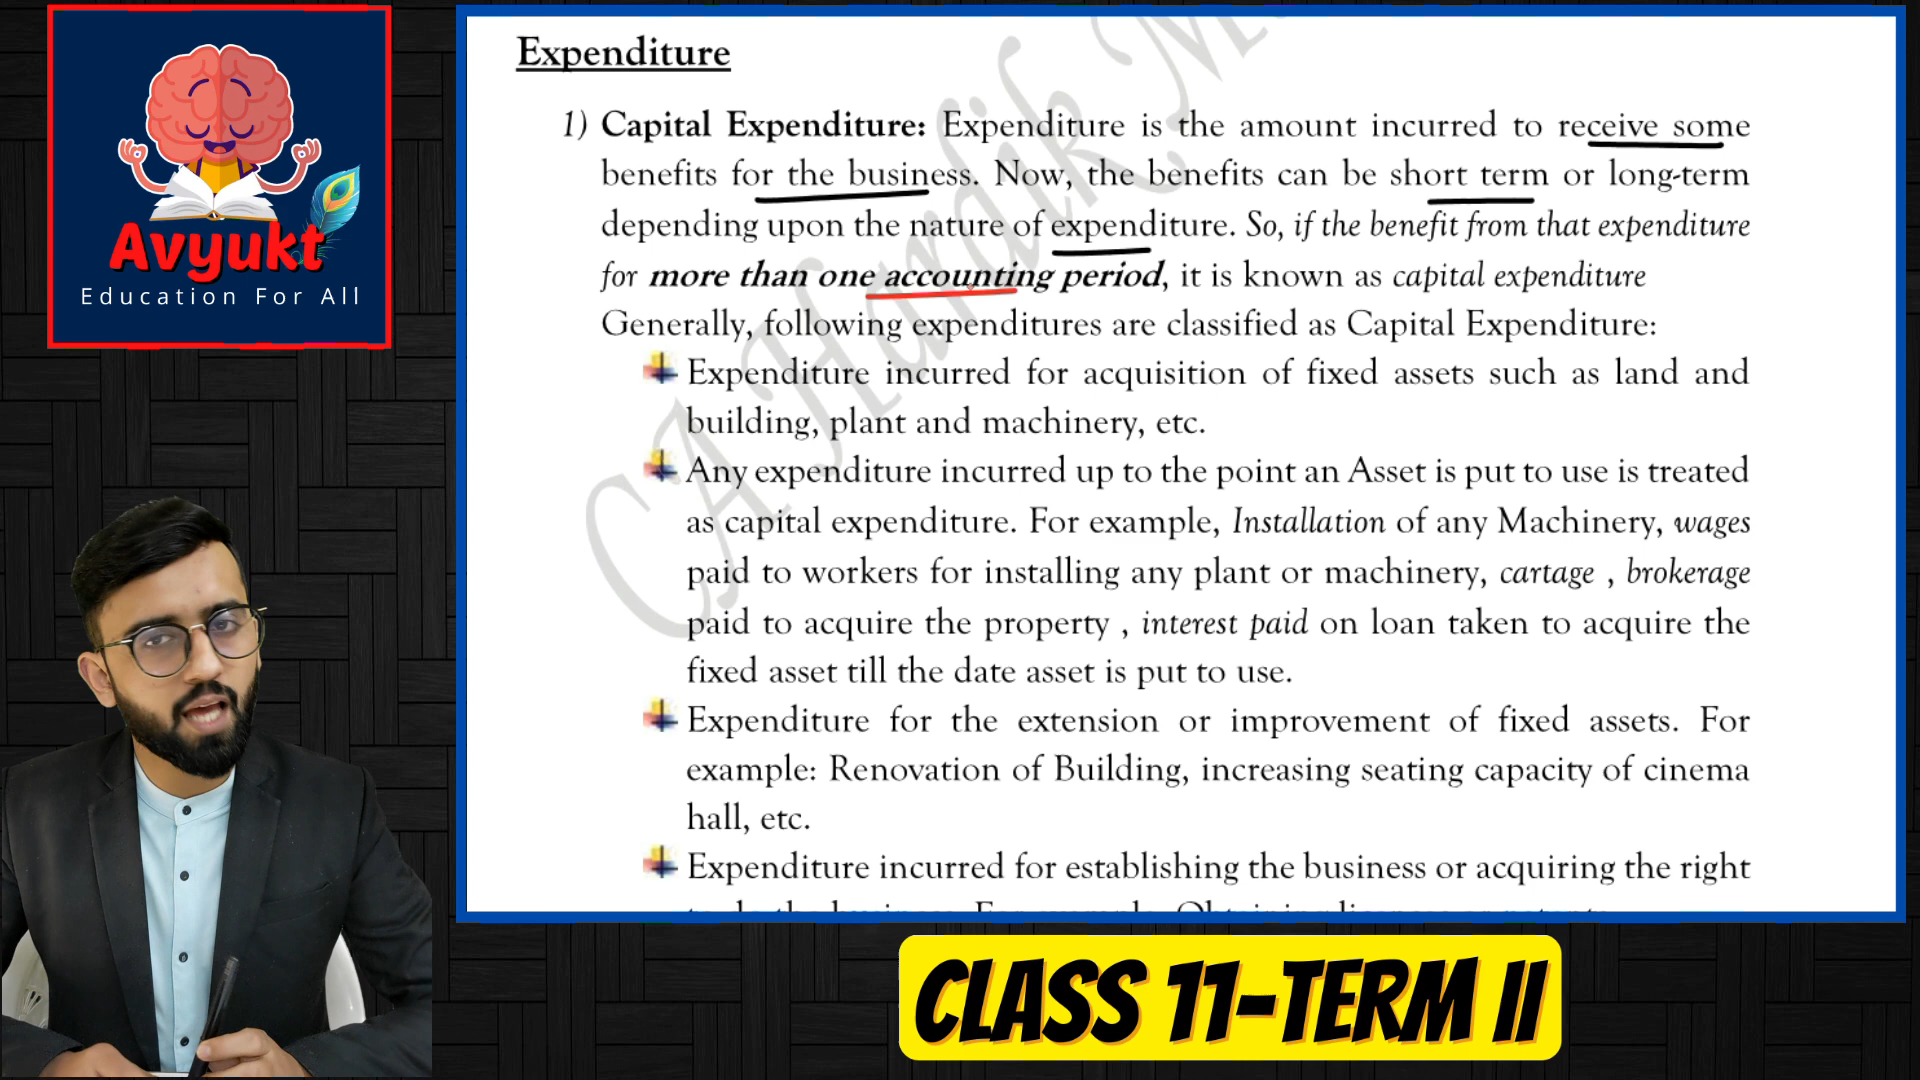 Avyukt
Education For All
Expenditure
1) Capital Expenditure: Expenditure is the amount incurred to receive some
benefits for the business. Now, the benefits can be short term or long-term
depending upon the nature of expenditure. So, if the benefit from that expenditure
for more than one accounting period, it is known as capital expenditure
Generally, following expenditures are classified as Capital Expenditure:
Expenditure incurred for acquisition of fixed assets such as land and
building, plant and machinery, etc.
Any expenditure incurred up to the point an Asset is put to use is treated
as capital expenditure. For example, Installation of any Machinery, wages
paid to workers for installing any plant or machinery, cartage , brokerage
paid to acquire the property , interest paid on loan taken to acquire the
fixed asset till the date asset is put to use.
Expenditure for the extension or improvement of fixed assets. For
example: Renovation of Building, increasing seating capacity of cinema
hall, etc.
Expenditure incurred for establishing the business or acquiring the right
CA Hardik
CLASS 11-TERM II